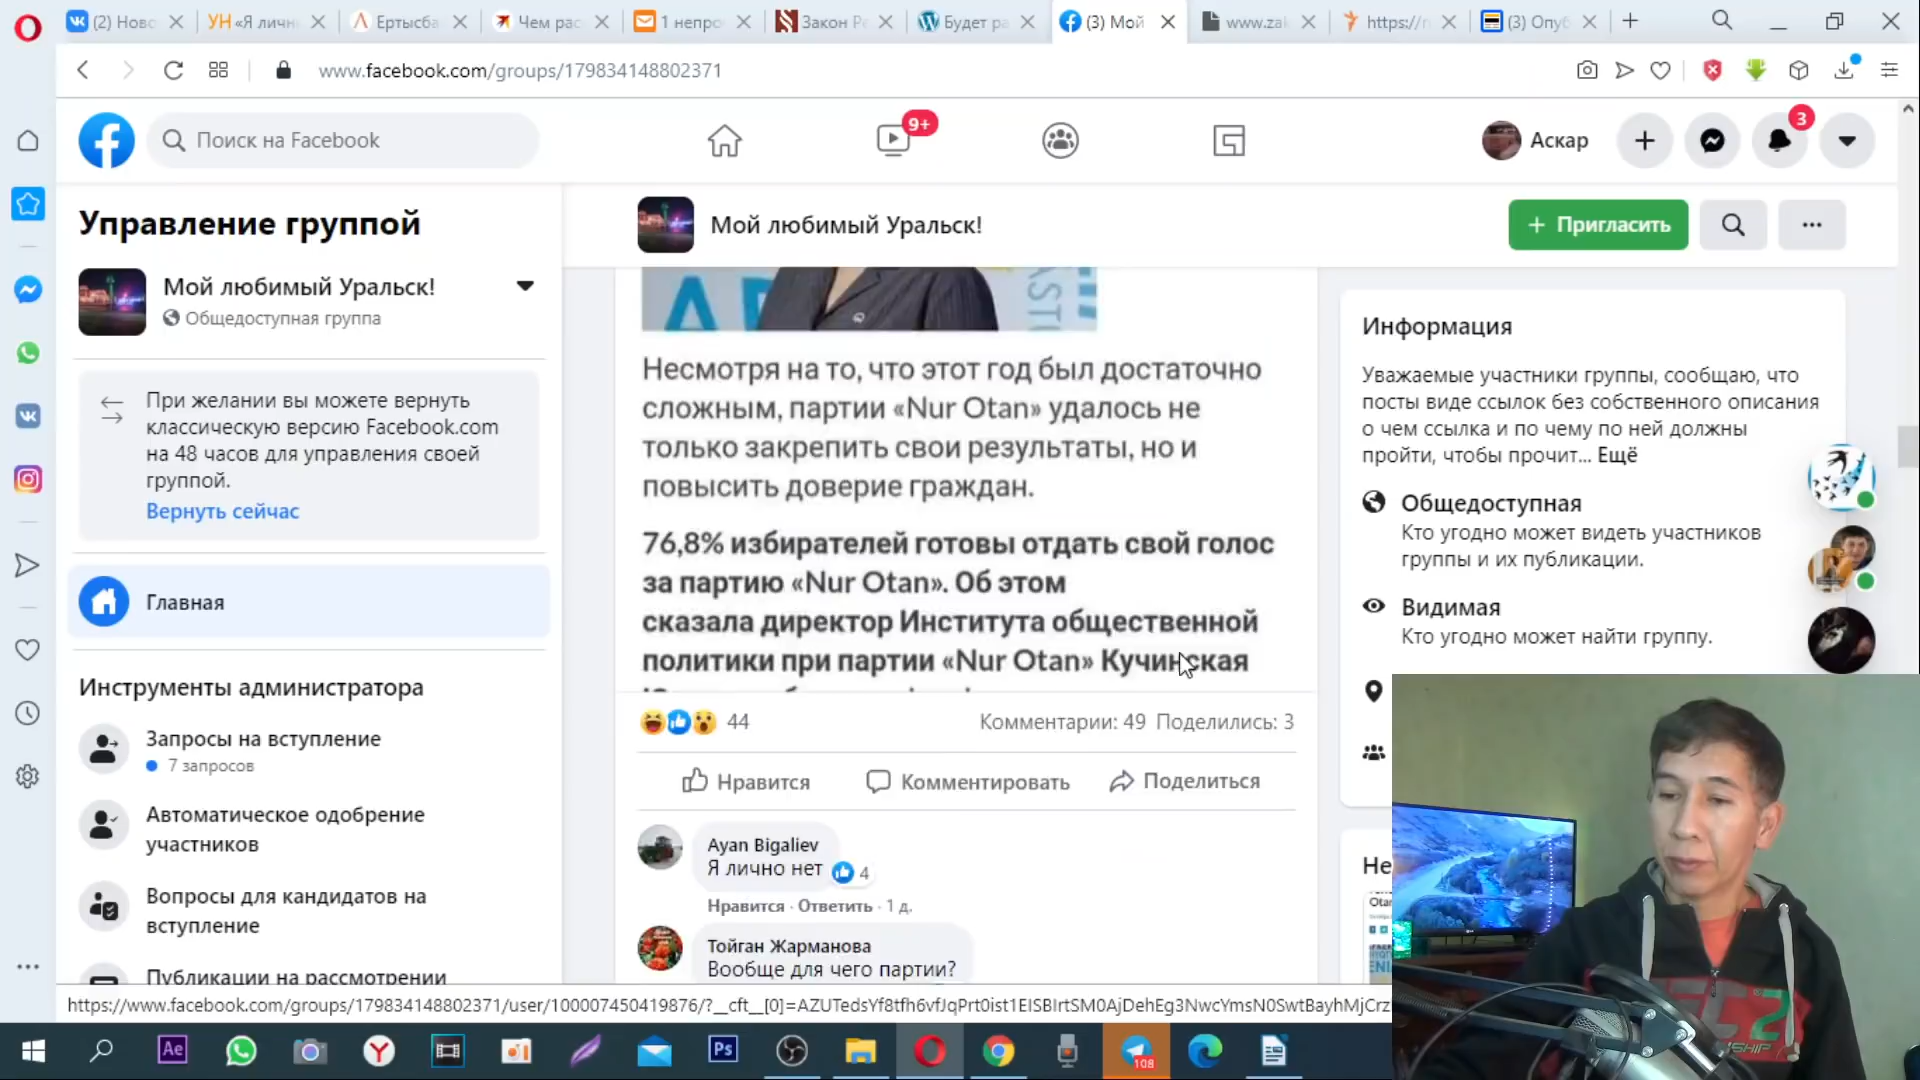 (2) Ново
УН «Я личн
Ертысба
Чем рас
1 непро
Закон Ре
Будет ра
(3) Мой
www.zak
https://n
(3) Опуб
www.facebook.com/groups/179834148802371
Поиск на Facebook
9+
Аскар
3
Управление группой
Мой любимый Уральск!
Общедоступная группа
При желании вы можете вернуть
классическую версию Facebook.com
на 48 часов для управления своей
группой.
Вернуть сейчас
Главная
Инструменты администратора
Запросы на вступление
7 запросов
Автоматическое одобрение
участников
Вопросы для кандидатов на
вступление
Публикации на рассмотрении
Мой любимый Уральск!
Пригласить
Несмотря на то, что этот год был достаточно
сложным, партии «Nur Otan» удалось не
только закрепить свои результаты, но и
повысить доверие граждан.
76,8% избирателей готовы отдать свой голос
за партию «Nur Otan». Об этом
сказала директор Института общественной
политики при партии «Nur Otan» Кучинская
44
Комментарии: 49 Поделились: 3
Нравится
Комментировать
Поделиться
Ayan Bigaliev
Я лично нет
4
Нравится · Ответить · 1 д.
Тойган Жарманова
Вообще для чего партии?
Информация
Уважаемые участники группы, сообщаю, что
посты виде ссылок без собственного описания
о чем ссылка и по чему по ней должны
пройти, чтобы прочит... Ещё
Общедоступная
Кто угодно может видеть участников
группы и их публикации.
Видимая
Кто угодно может найти группу.
Не
Otan
https://www.facebook.com/groups/179834148802371/user/100007450419876/?__cft__[0]=AZUTedsYf8tfh6vfJqPrt0ist1EISBIrtSM0AjDehEg3NwcYmsN0SwtBayhMjCrz
Ae
Ps
108